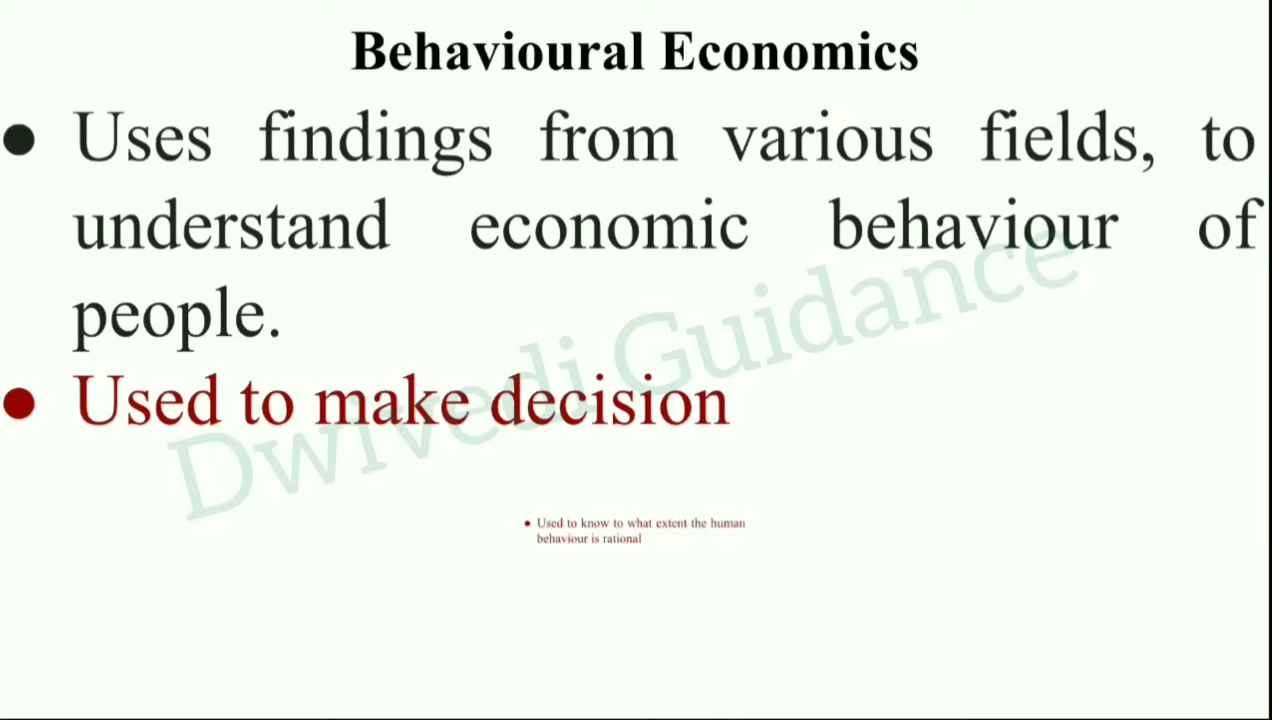 Behavioural Economics
● Uses findings from various fields, to
understand economic behaviour of
people.
● Used to make decision
Dwivedi Guidance
● Used to know to what extent the human
behaviour is rational